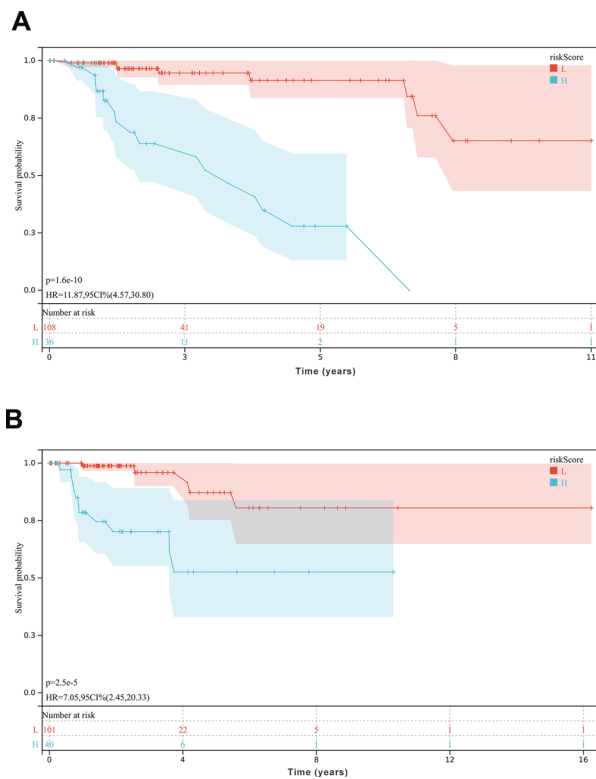 A
riskScore
L
H
1.0
0.8
0.5
0.3
0.0
Survival probability
p=1.6e-10
HR=11.87,95CI%(4.57,30.80)
Number at risk
L 108 41 19 5 1
H 36 11 2 1 1
0 3 5 8 11
Time (years)
B
riskScore
L
H
1.0
0.8
0.5
0.3
0.0
Survival probability
p=2.5e-5
HR=7.05,95CI%(2.45,20.33)
Number at risk
L 101 22 5 1 1
H 40 6 1 1 1
0 4 8 12 16
Time (years)